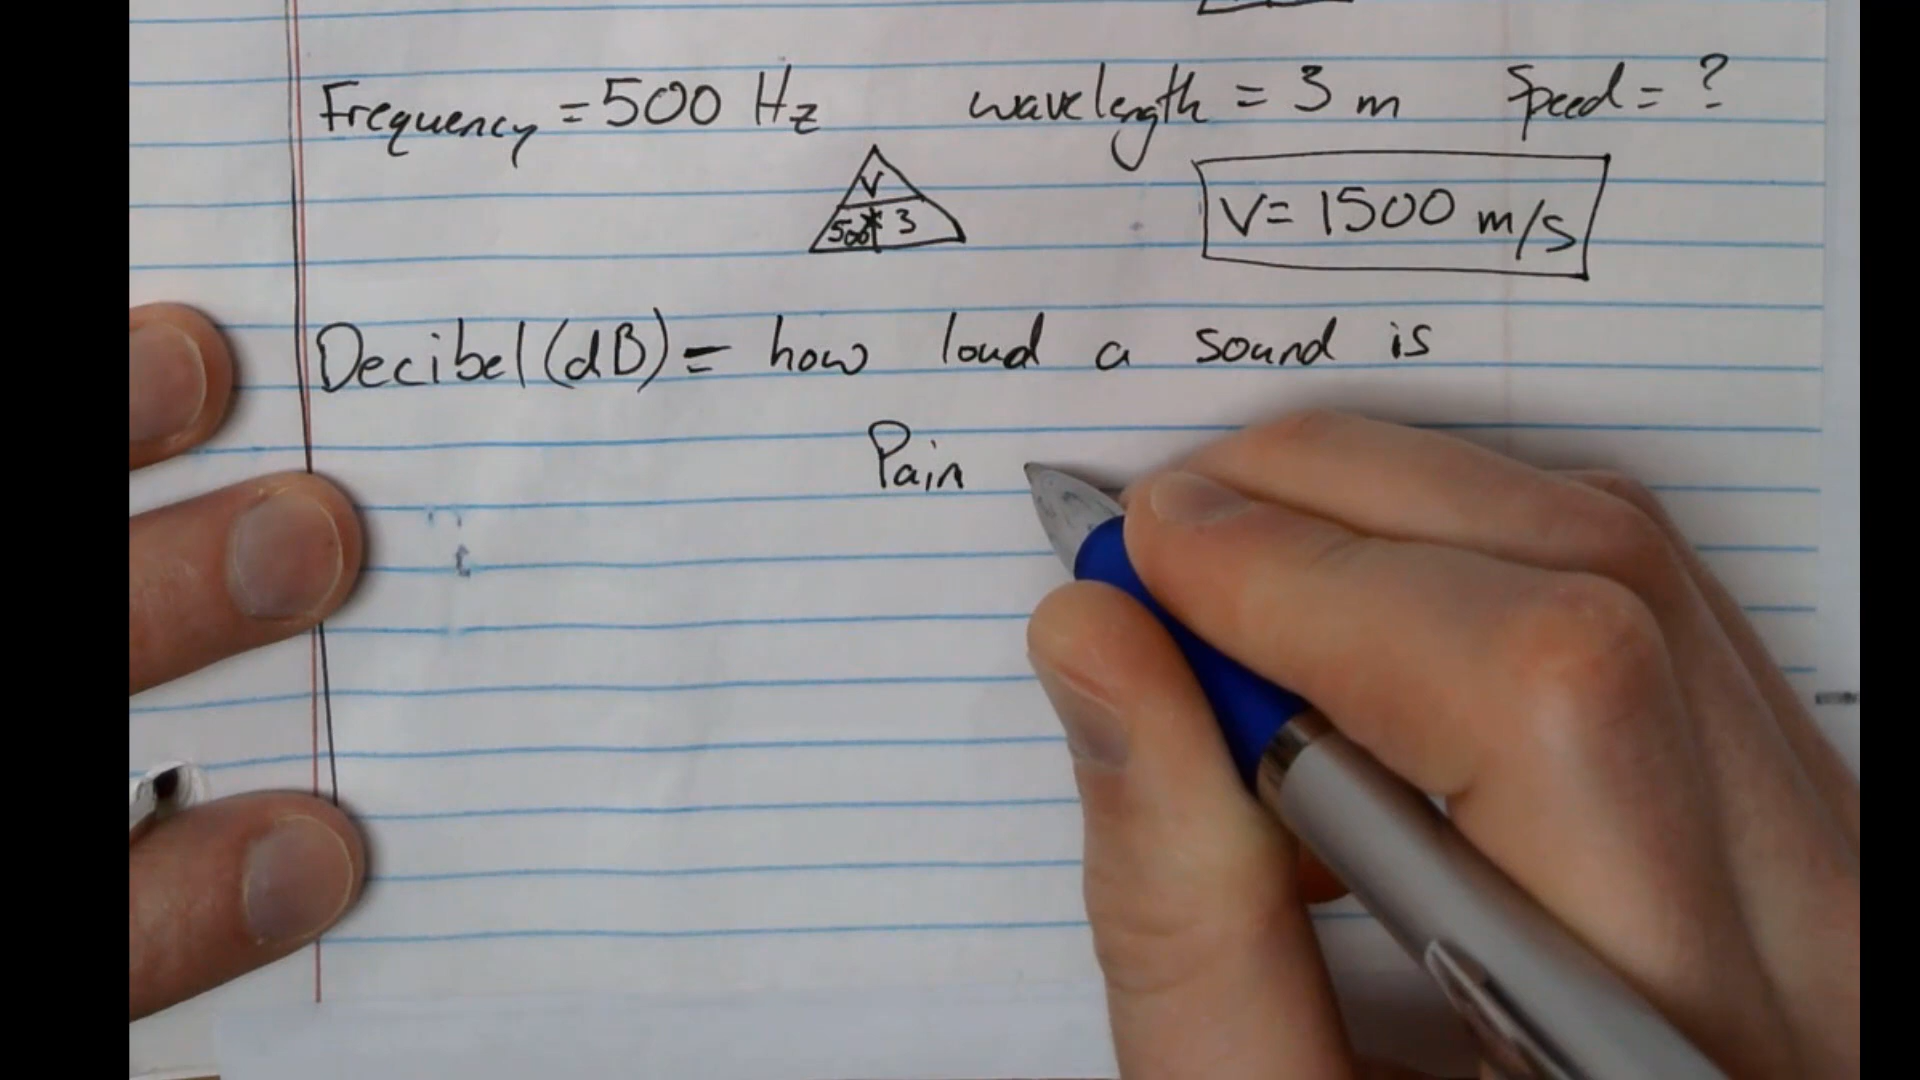 Frequency = 500 Hz wavelength = 3 m Speed = ?
V
500 * 3
V = 1500 m/s
Decibel (dB) = how loud a sound is
Pain